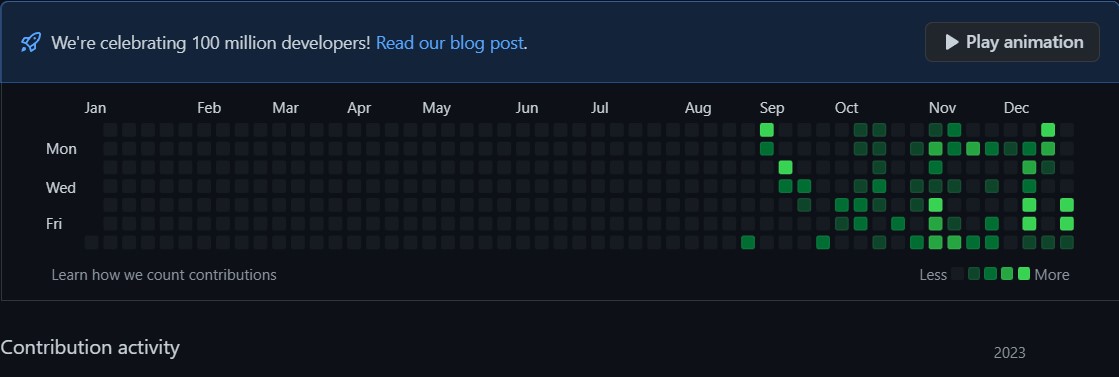 We're celebrating 100 million developers! Read our blog post.
Play animation
Jan Feb Mar Apr May Jun Jul Aug Sep Oct Nov Dec
Mon
Wed
Fri
Learn how we count contributions
Less More
Contribution activity
2023